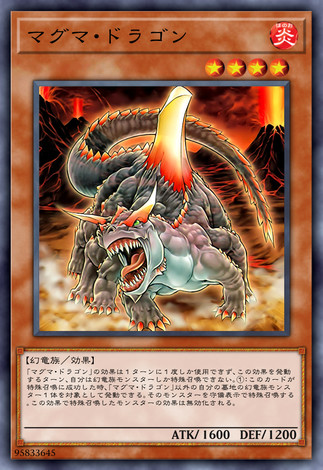 マグマ・ドラゴン
炎
【幻竜族／効果】
「マグマ・ドラゴン」の効果は１ターンに１度しか使用できず、この効果を発動
するターン、自分は幻竜族モンスターしか特殊召喚できない。①：このカードが
特殊召喚に成功した時、「マグマ・ドラゴン」以外の自分の墓地の幻竜族モンス
ター１体を対象として発動できる。そのモンスターを守備表示で特殊召喚する。
この効果で特殊召喚したモンスターの効果は無効化される。
ATK/1600 DEF/1200
95833645